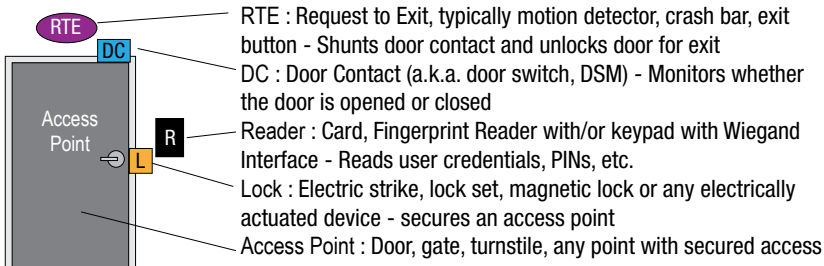 RTE
DC
Access
Point
R
L
RTE : Request to Exit, typically motion detector, crash bar, exit
button - Shunts door contact and unlocks door for exit
DC : Door Contact (a.k.a. door switch, DSM) - Monitors whether
the door is opened or closed
Reader : Card, Fingerprint Reader with/or keypad with Wiegand
Interface - Reads user credentials, PINs, etc.
Lock : Electric strike, lock set, magnetic lock or any electrically
actuated device - secures an access point
Access Point : Door, gate, turnstile, any point with secured access